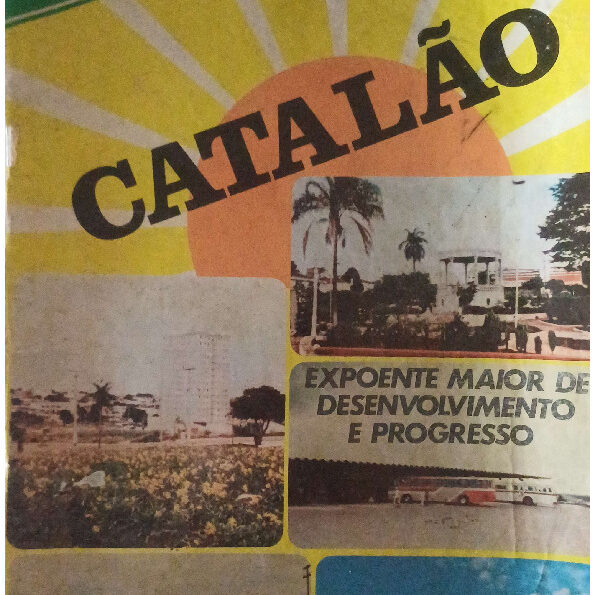 CATALÃO
EXPOENTE MAIOR DE
DESENVOLVIMENTO
E PROGRESSO